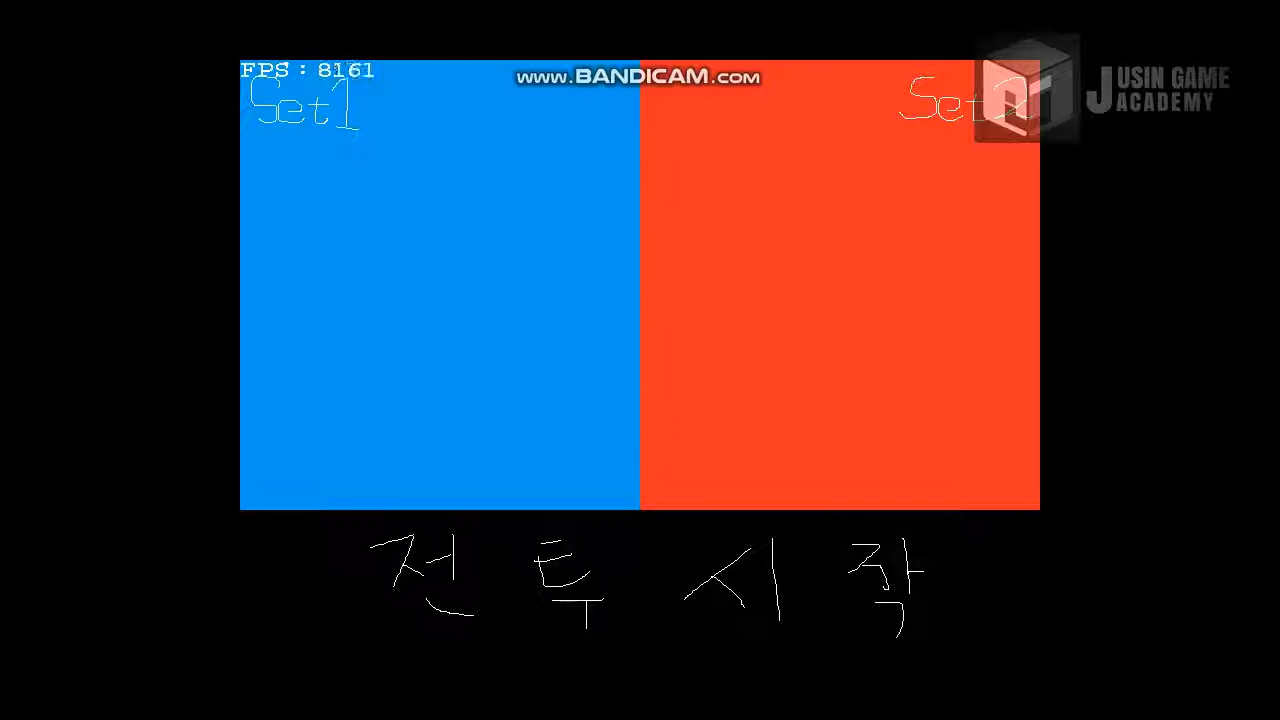 FPS : 8161
www.BANDICAM.com
Set1
Set2
JUSIN GAME
ACADEMY
전 투 시 작